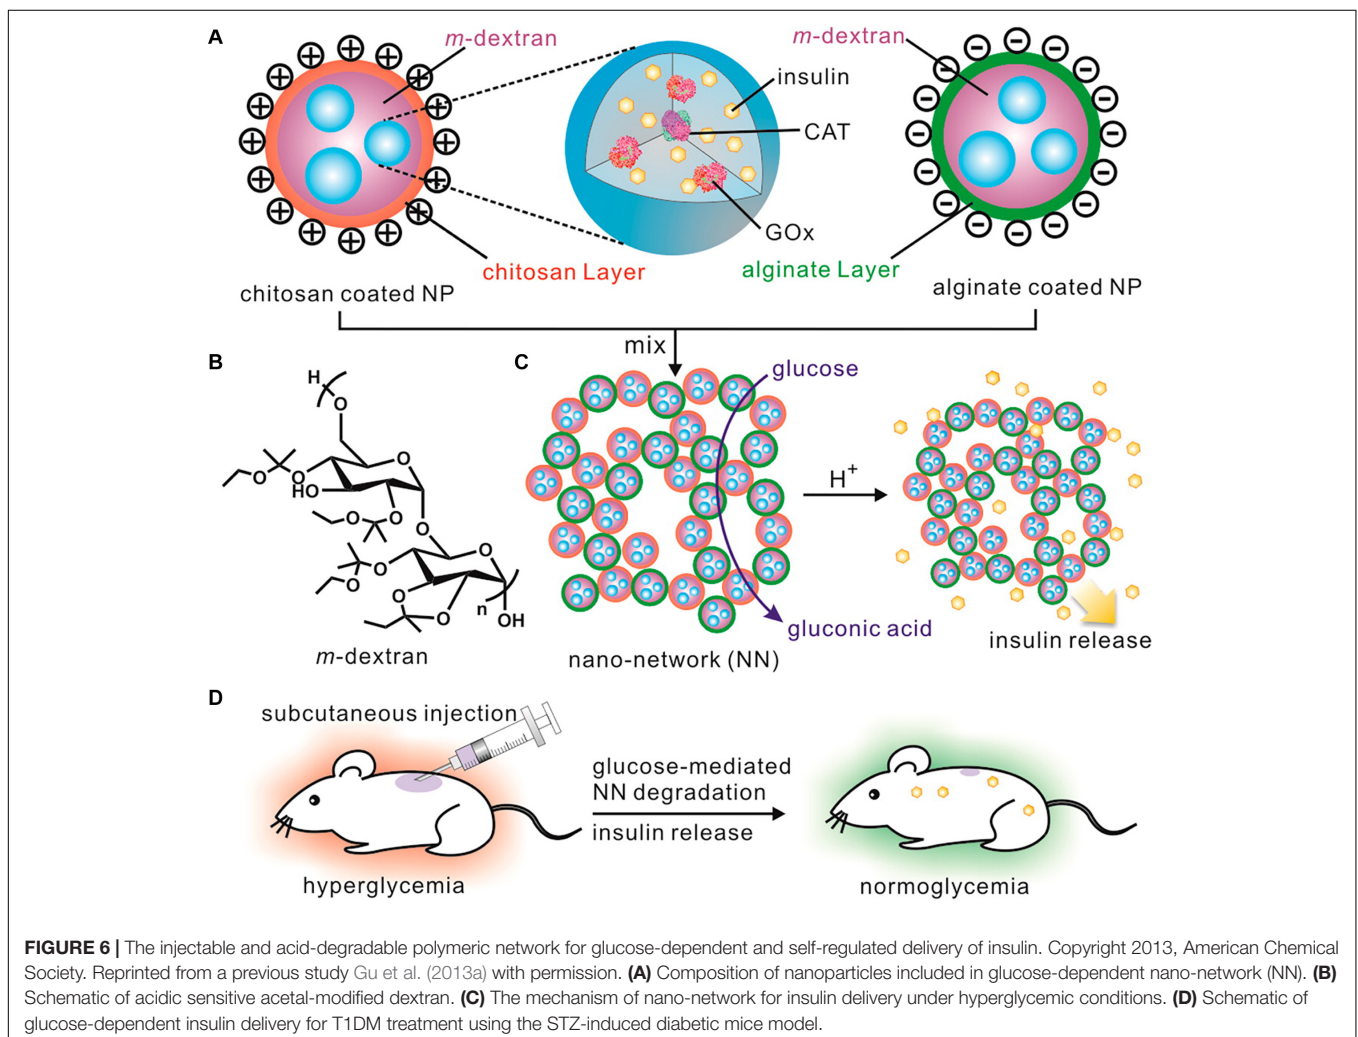 A
m-dextran
m-dextran
insulin
CAT
GOx
chitosan Layer
alginate Layer
chitosan coated NP
alginate coated NP
mix
B
H
O
O
O
O
HO
O
O
O
O
O
O
O
O
O
n
OH
m-dextran
C
glucose
gluconic acid
nano-network (NN)
H+
insulin release
D
subcutaneous injection
hyperglycemia
glucose-mediated
NN degradation
insulin release
normoglycemia
FIGURE 6 | The injectable and acid-degradable polymeric network for glucose-dependent and self-regulated delivery of insulin. Copyright 2013, American Chemical
Society. Reprinted from a previous study Gu et al. (2013a) with permission. (A) Composition of nanoparticles included in glucose-dependent nano-network (NN). (B)
Schematic of acidic sensitive acetal-modified dextran. (C) The mechanism of nano-network for insulin delivery under hyperglycemic conditions. (D) Schematic of
glucose-dependent insulin delivery for T1DM treatment using the STZ-induced diabetic mice model.